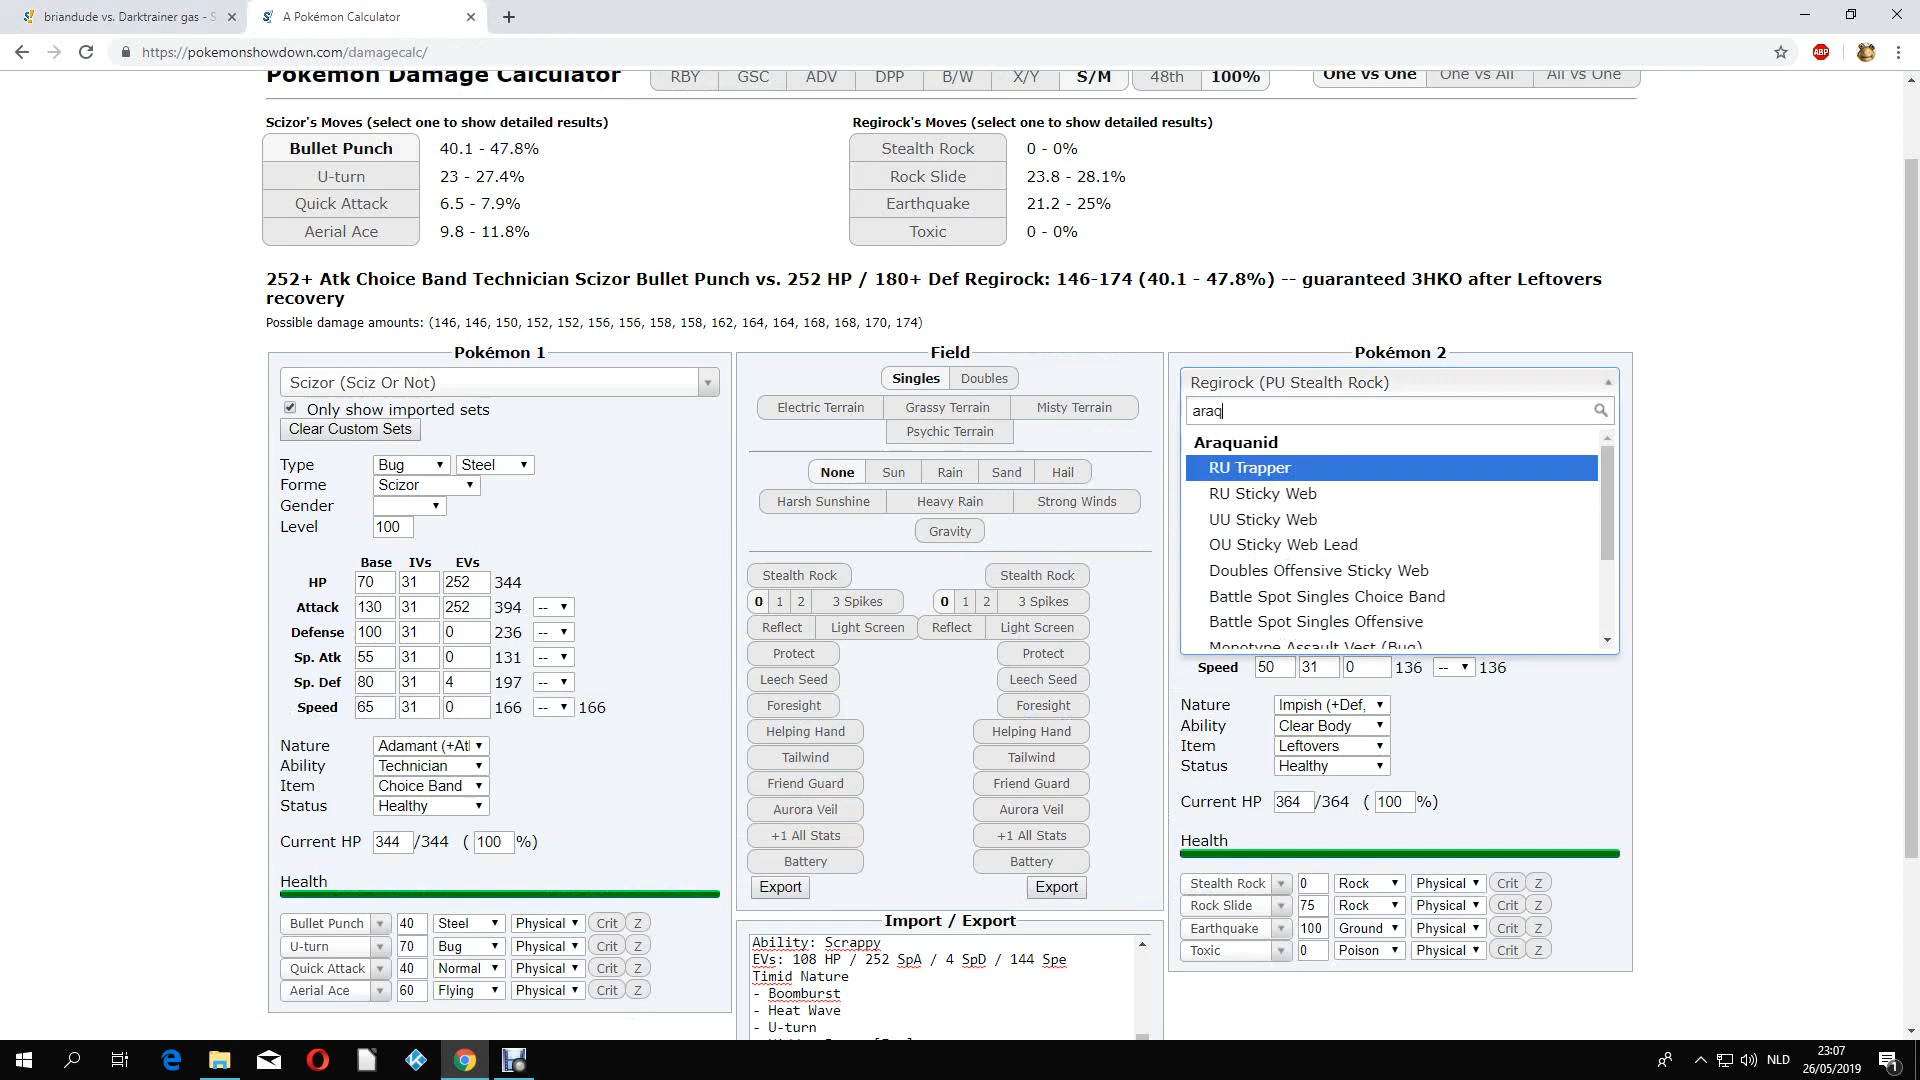 briandude vs. Darktrainer gas - S
A Pokémon Calculator
https://pokemonshowdown.com/damagecalc/
ABP
Pokémon Damage Calculator
RBY GSC ADV DPP B/W X/Y S/M 48th 100% One vs One One vs All All vs One
Scizor's Moves (select one to show detailed results)
Bullet Punch 40.1 - 47.8%
U-turn 23 - 27.4%
Quick Attack 6.5 - 7.9%
Aerial Ace 9.8 - 11.8%
Regirock's Moves (select one to show detailed results)
Stealth Rock 0 - 0%
Rock Slide 23.8 - 28.1%
Earthquake 21.2 - 25%
Toxic 0 - 0%
252+ Atk Choice Band Technician Scizor Bullet Punch vs. 252 HP / 180+ Def Regirock: 146-174 (40.1 - 47.8%) -- guaranteed 3HKO after Leftovers
recovery
Possible damage amounts: (146, 146, 150, 152, 152, 156, 156, 158, 158, 162, 164, 164, 168, 168, 170, 174)
Pokémon 1
Scizor (Sciz Or Not)
Only show imported sets
Clear Custom Sets
Type Bug Steel
Forme Scizor
Gender
Level 100
Base IVs EVs
HP 70 31 252 344
Attack 130 31 252 394 --
Defense 100 31 0 236 --
Sp. Atk 55 31 0 131 --
Sp. Def 80 31 4 197 --
Speed 65 31 0 166 -- 166
Nature Adamant (+Atl
Ability Technician
Item Choice Band
Status Healthy
Current HP 344 /344 ( 100 %)
Health
Bullet Punch 40 Steel Physical Crit Z
U-turn 70 Bug Physical Crit Z
Quick Attack 40 Normal Physical Crit Z
Aerial Ace 60 Flying Physical Crit Z
Field
Singles Doubles
Electric Terrain Grassy Terrain Misty Terrain
Psychic Terrain
None Sun Rain Sand Hail
Harsh Sunshine Heavy Rain Strong Winds
Gravity
Stealth Rock Stealth Rock
0 1 2 3 Spikes 0 1 2 3 Spikes
Reflect Light Screen Reflect Light Screen
Protect Protect
Leech Seed Leech Seed
Foresight Foresight
Helping Hand Helping Hand
Tailwind Tailwind
Friend Guard Friend Guard
Aurora Veil Aurora Veil
+1 All Stats +1 All Stats
Battery Battery
Export Export
Import / Export
Ability: Scrappy
EVs: 108 HP / 252 SpA / 4 SpD / 144 Spe
Timid Nature
- Boomburst
- Heat Wave
- U-turn
Pokémon 2
Regirock (PU Stealth Rock)
araq
Araquanid
RU Trapper
RU Sticky Web
UU Sticky Web
OU Sticky Web Lead
Doubles Offensive Sticky Web
Battle Spot Singles Choice Band
Battle Spot Singles Offensive
Monotype Assault Vest (Bug)
Speed 50 31 0 136 -- 136
Nature Impish (+Def,
Ability Clear Body
Item Leftovers
Status Healthy
Current HP 364 /364 ( 100 %)
Health
Stealth Rock 0 Rock Physical Crit Z
Rock Slide 75 Rock Physical Crit Z
Earthquake 100 Ground Physical Crit Z
Toxic 0 Poison Physical Crit Z
NLD
23:07
26/05/2019
1